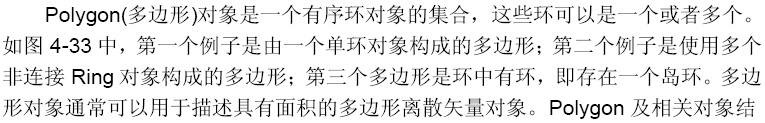 Polygon(多边形)对象是一个有序环对象的集合，这些环可以是一个或者多个。
如图 4-33 中，第一个例子是由一个单环对象构成的多边形；第二个例子是使用多个
非连接 Ring 对象构成的多边形；第三个多边形是环中有环，即存在一个岛环。多边
形对象通常可以用于描述具有面积的多边形离散矢量对象。Polygon 及相关对象结